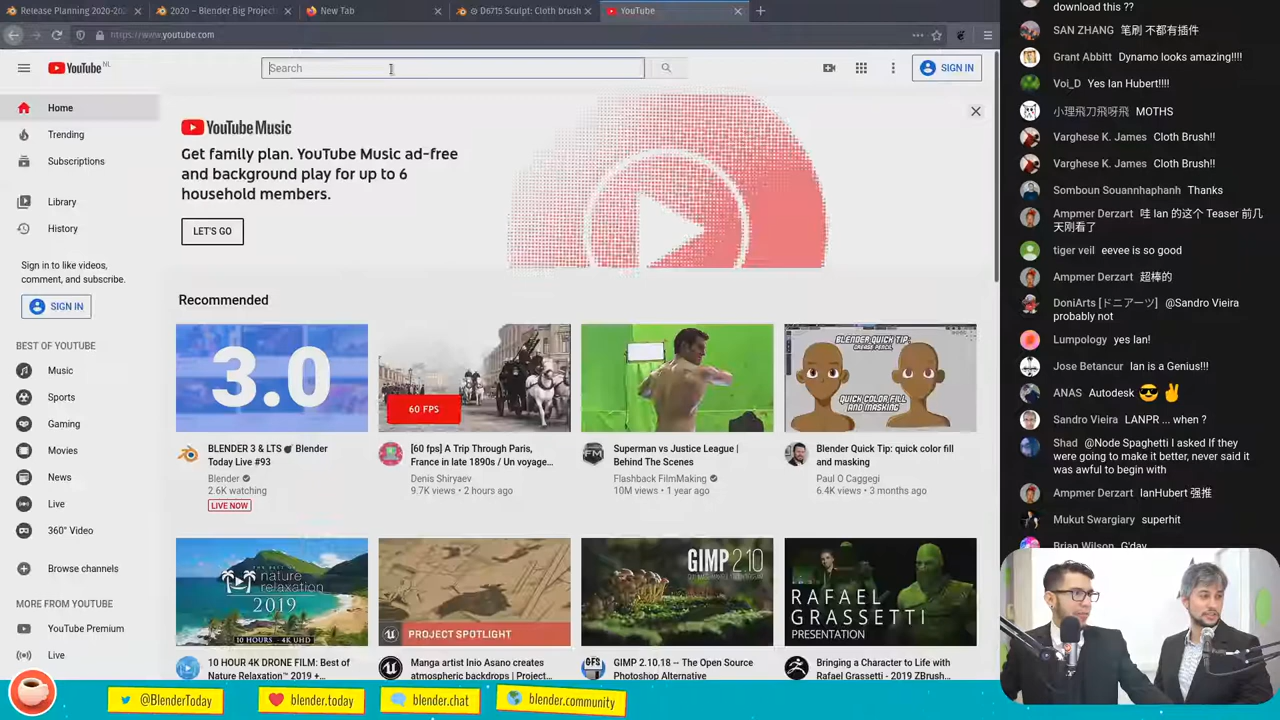 Release Planning 2020-202
2020 – Blender Big Project
New Tab
D6715 Sculpt: Cloth brush
YouTube
https://www.youtube.com
YouTube NL
Search
SIGN IN
Home
Trending
Subscriptions
Library
History
Sign in to like videos,
comment, and subscribe.
SIGN IN
BEST OF YOUTUBE
Music
Sports
Gaming
Movies
News
Live
360° Video
Browse channels
MORE FROM YOUTUBE
YouTube Premium
Live
YouTube Music
Get family plan. YouTube Music ad-free
and background play for up to 6
household members.
LET'S GO
Recommended
3.0
60 FPS
BLENDER QUICK TIP:
GREASE PENCIL
QUICK COLOR FILL
AND MASKING
BLENDER 3 & LTS 💣 Blender
Today Live #93
Blender
2.6K watching
LIVE NOW
[60 fps] A Trip Through Paris,
France in late 1890s / Un voyage…
Denis Shiryaev
9.7K views • 2 hours ago
Superman vs Justice League |
Behind The Scenes
Flashback FilmMaking
10M views • 1 year ago
Blender Quick Tip: quick color fill
and masking
Paul O Caggegi
6.4K views • 3 months ago
THE BEST OF
nature
relaxation
2019
10 HOURS - 4K UHD
PROJECT SPOTLIGHT
GIMP 2.10
RAFAEL
GRASSETTI
PRESENTATION
10 HOUR 4K DRONE FILM: Best of
Nature Relaxation™ 2019 +…
Manga artist Inio Asano creates
atmospheric backdrops | Project…
GFS
GIMP 2.10.18 -- The Open Source
Photoshop Alternative
Bringing a Character to Life with
Rafael Grassetti - 2019 ZBrush…
download this ??
SAN ZHANG 笔刷 不都有插件
Grant Abbitt Dynamo looks amazing!!!!
Voi_D Yes Ian Hubert!!!!
小理飛刀飛呀飛 MOTHS
Varghese K. James Cloth Brush!!
Varghese K. James Cloth Brush!!
Somboun Souannhaphanh Thanks
Ampmer Derzart 哇 Ian 的这个 Teaser 前几
天刚看了
tiger veil eevee is so good
Ampmer Derzart 超棒的
DoniArts [ドニアーツ] @Sandro Vieira
probably not
Lumpology yes Ian!
Jose Betancur Ian is a Genius!!!
ANAS Autodesk 😎✌
Sandro Vieira LANPR ... when ?
Shad @Node Spaghetti I asked If they
were going to make it better, never said it
was awful to begin with
Ampmer Derzart IanHubert 强推
Mukut Swargiary superhit
Brian Wilson G'day
@BlenderToday
blender.today
blender.chat
blender.community